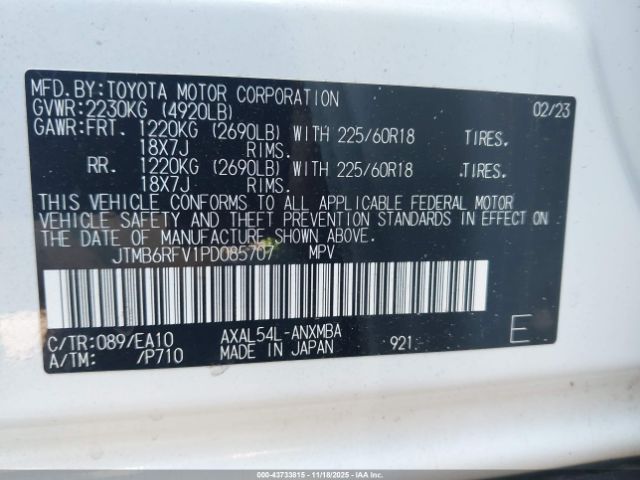 MFD.BY:TOYOTA MOTOR CORPORATION 02/23
GVWR:2230KG (4920LB)
GAWR:FRT. 1220KG (2690LB) WITH 225/60R18 TIRES.
18X7J RIMS.
RR. 1220KG (2690LB) WITH 225/60R18 TIRES.
18X7J RIMS.
THIS VEHICLE CONFORMS TO ALL APPLICABLE FEDERAL MOTOR
VEHICLE SAFETY AND THEFT PREVENTION STANDARDS IN EFFECT ON
THE DATE OF MANUFACTURE SHOWN ABOVE.
JTMB6RFV1PD085707 MPV
C/TR:089/EA10 AXAL54L-ANXMBA
A/TM: /P710 MADE IN JAPAN 921 E
000-43733815 - 11/18/2025 - IAAI.COM